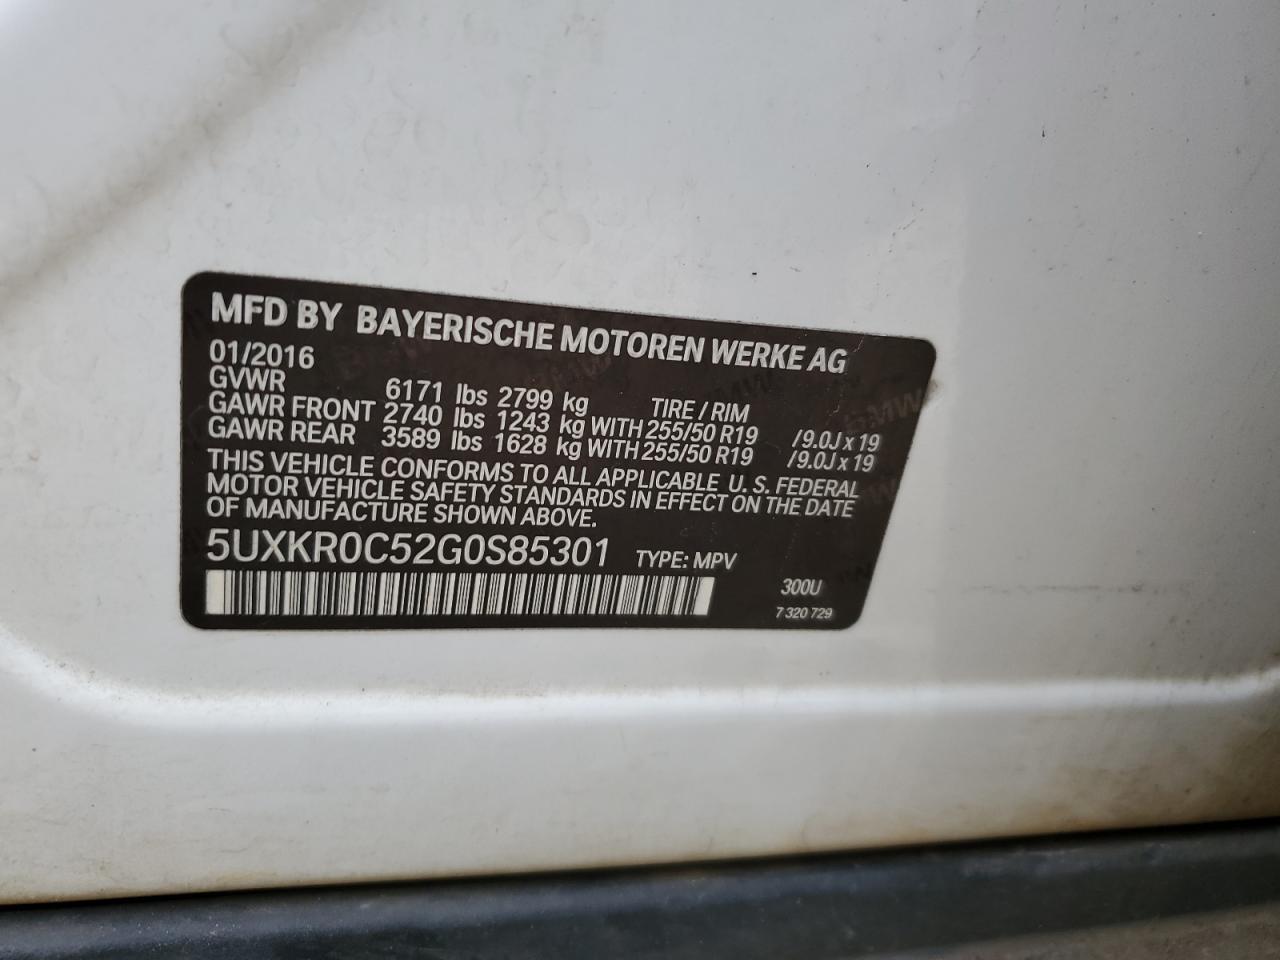 MFD BY BAYERISCHE MOTOREN WERKE AG
01/2016
GVWR 6171 lbs 2799 kg TIRE / RIM
GAWR FRONT 2740 lbs 1243 kg WITH 255/50 R19 /9.0J x 19
GAWR REAR 3589 lbs 1628 kg WITH 255/50 R19 /9.0J x 19
THIS VEHICLE CONFORMS TO ALL APPLICABLE U. S. FEDERAL
MOTOR VEHICLE SAFETY STANDARDS IN EFFECT ON THE DATE
OF MANUFACTURE SHOWN ABOVE.
5UXKR0C52G0S85301 TYPE: MPV
300U
7 320 729